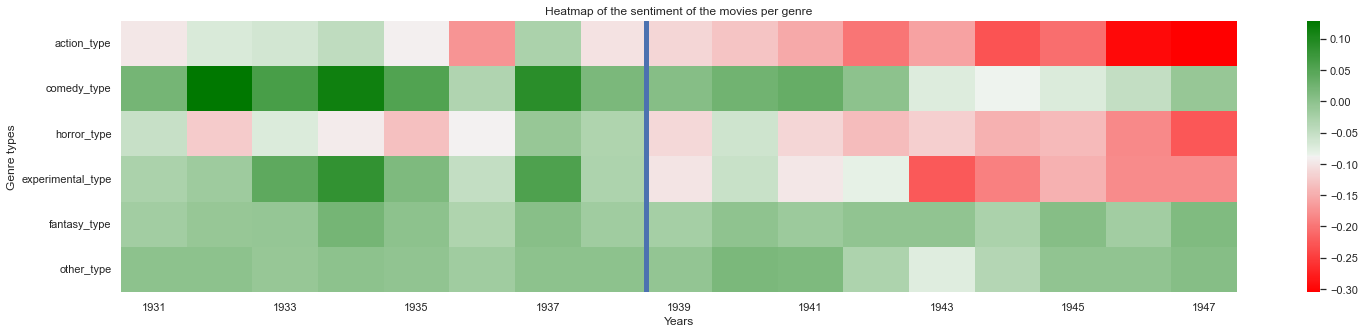 Heatmap of the sentiment of the movies per genre
Genre types
action_type
comedy_type
horror_type
experimental_type
fantasy_type
other_type
1931 1933 1935 1937 1939 1941 1943 1945 1947
Years
0.10
0.05
0.00
−0.05
−0.10
−0.15
−0.20
−0.25
−0.30